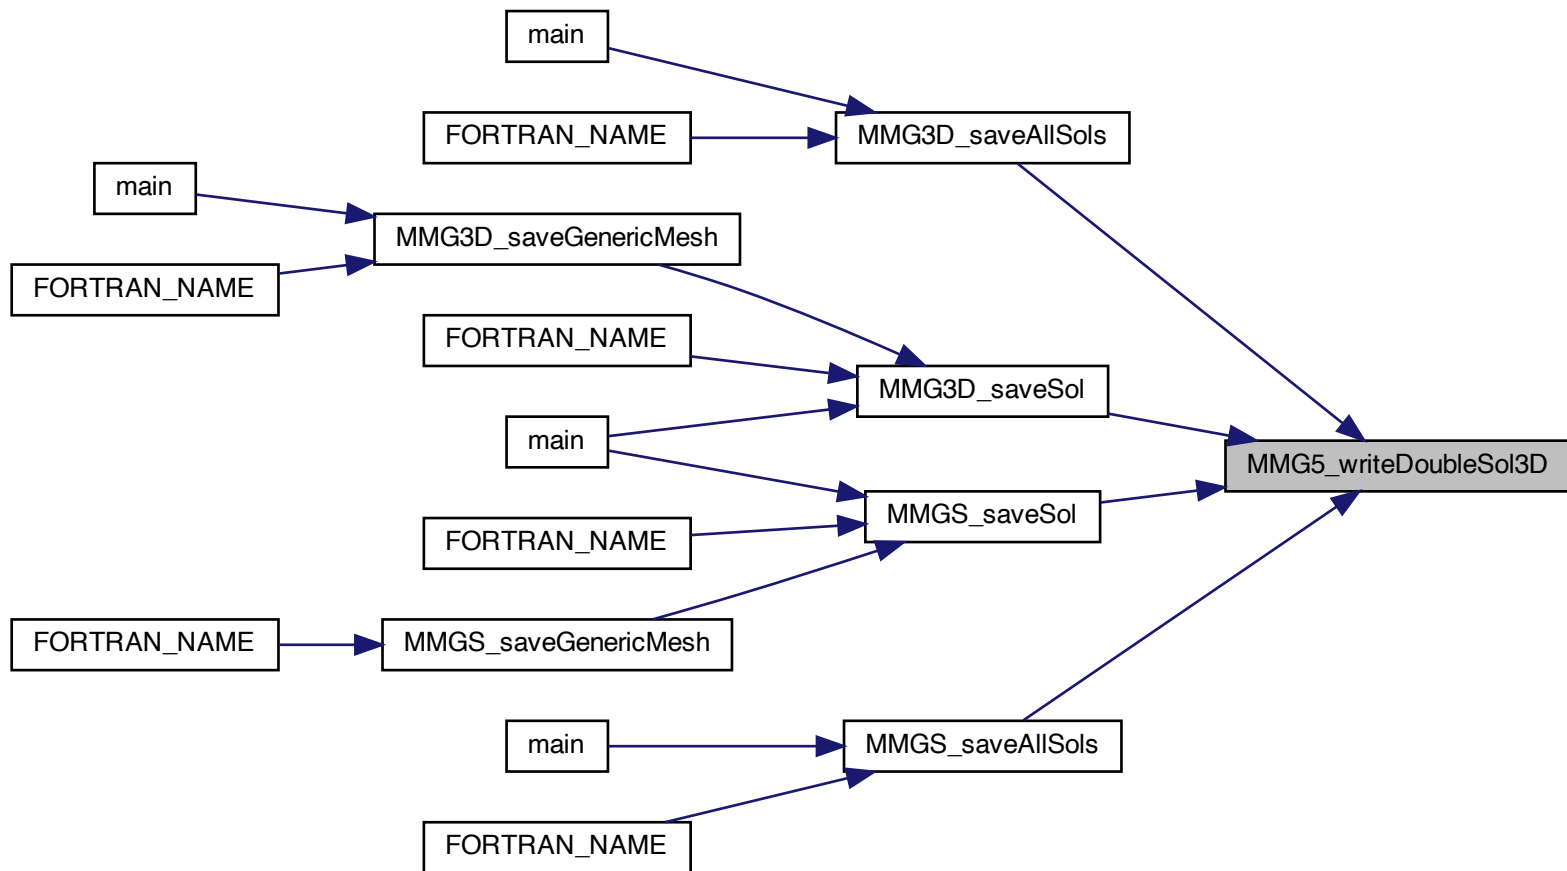 main
FORTRAN_NAME
MMG3D_saveAllSols
main
MMG3D_saveGenericMesh
FORTRAN_NAME
FORTRAN_NAME
MMG3D_saveSol
main
MMG5_writeDoubleSol3D
MMGS_saveSol
FORTRAN_NAME
FORTRAN_NAME
MMGS_saveGenericMesh
main
MMGS_saveAllSols
FORTRAN_NAME